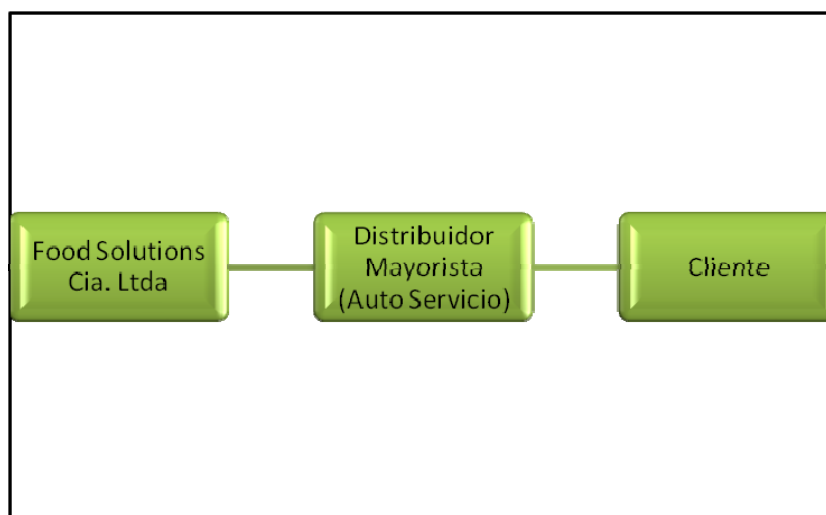 Food Solutions
Cia. Ltda
Distribuidor
Mayorista
(Auto Servicio)
Cliente